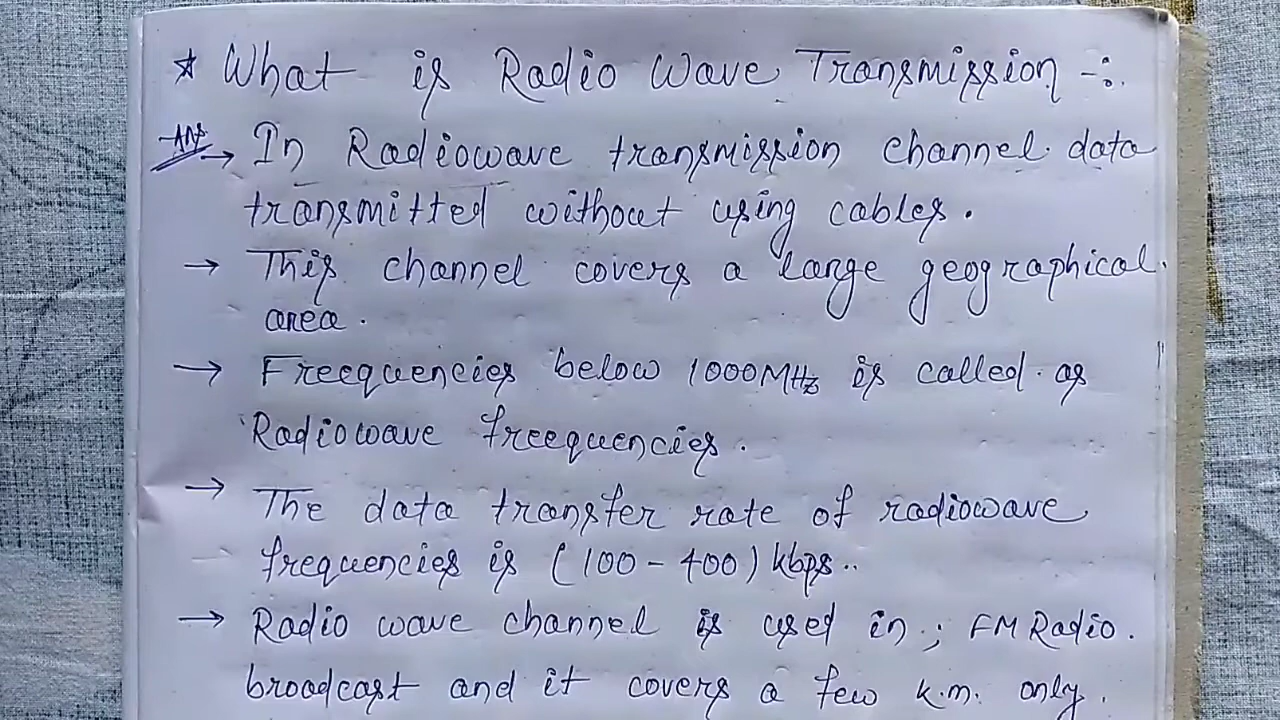 * What is Radio Wave Transmission -:
Ans → In Radiowave transmission channel data
transmitted without using cables.
→ This channel covers a large geographical
area.
→ Freequencies below 1000MHz is called as
Radiowave freequencies.
→ The data transfer rate of radiowave
frequencies is (100 - 400) kbps..
→ Radio wave channel is used in; FM Radio.
broadcast and it covers a few k.m. only.